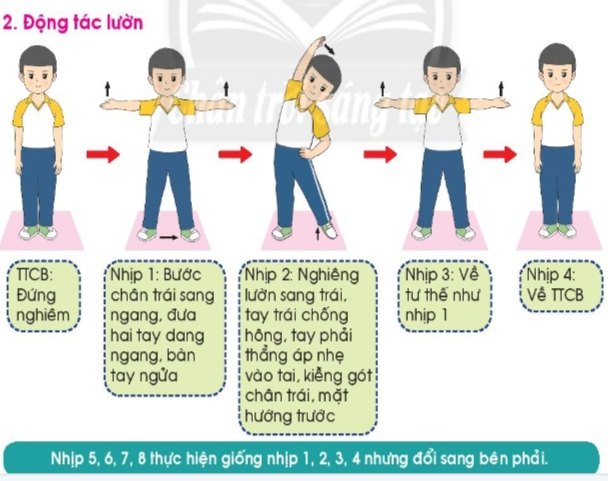 2. Động tác lườn
Chân trời sáng tạo
TTCB:
Đứng
nghiêm
Nhịp 1: Bước
chân trái sang
ngang, đưa
hai tay dang
ngang, bàn
tay ngửa
Nhịp 2: Nghiêng
lườn sang trái,
tay trái chống
hông, tay phải
thẳng áp nhẹ
vào tai, kiễng gót
chân trái, mặt
hướng trước
Nhịp 3: Về
tư thế như
nhịp 1
Nhịp 4:
Về TTCB
Nhịp 5, 6, 7, 8 thực hiện giống nhịp 1, 2, 3, 4 nhưng đổi sang bên phải.